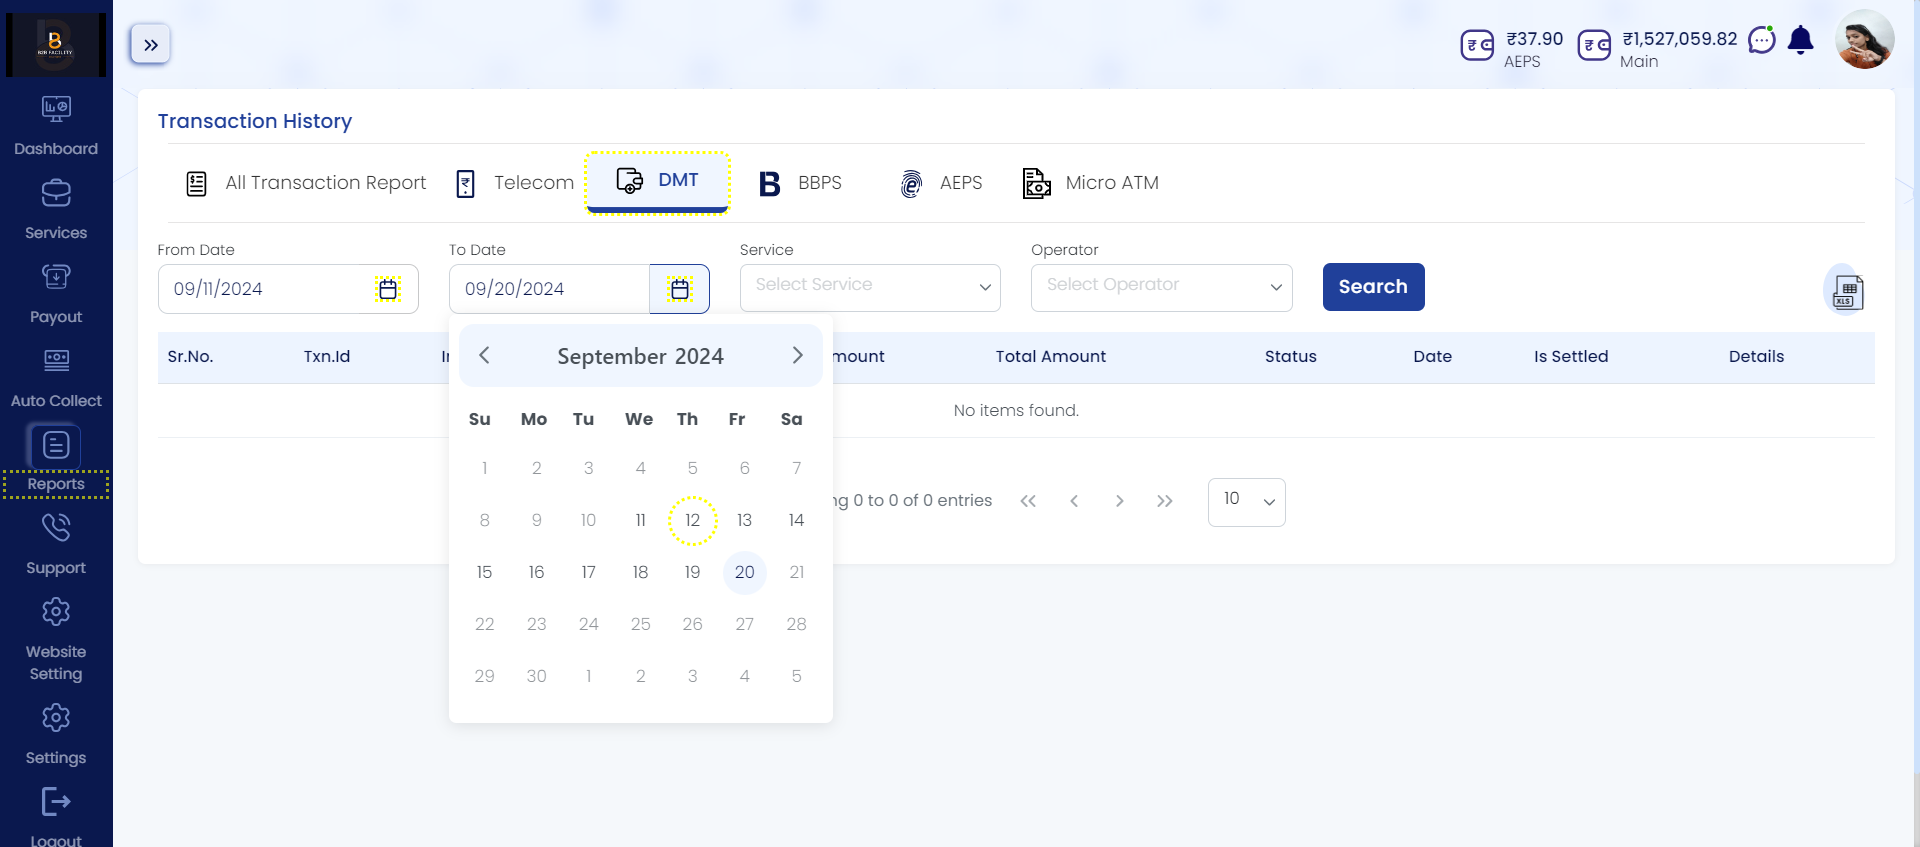 B2B FACILITY
₹37.90
AEPS
₹1,527,059.82
Main
Dashboard
Services
Payout
Auto Collect
Reports
Support
Website
Setting
Settings
Logout
Transaction History
All Transaction Report Telecom DMT BBPS AEPS Micro ATM
From Date To Date Service Operator
09/11/2024 09/20/2024 Select Service Select Operator Search XLS
Sr.No. Txn.Id Total Amount Status Date Is Settled Details
No items found.
0 to 0 of 0 entries 10
September 2024
Su Mo Tu We Th Fr Sa
1 2 3 4 5 6 7
8 9 10 11 12 13 14
15 16 17 18 19 20 21
22 23 24 25 26 27 28
29 30 1 2 3 4 5